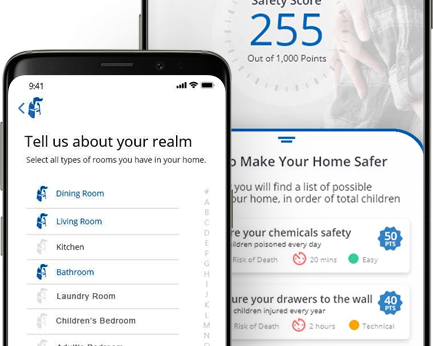 Safety Score
255
Out of 1,000 Points
9:41
Tell us about your realm
Select all types of rooms you have in your home.
Dining Room
Living Room
Kitchen
Bathroom
Laundry Room
Children's Bedroom
#
A
B
C
D
E
F
G
H
I
J
K
L
M
N
o Make Your Home Safer
you will find a list of possible
our home, in order of total children
re your chemicals safety
children poisoned every day
50
PTS
Risk of Death
20 mins
Easy
ure your drawers to the wall
children injured every year
40
PTS
Risk of Death
2 hours
Technical